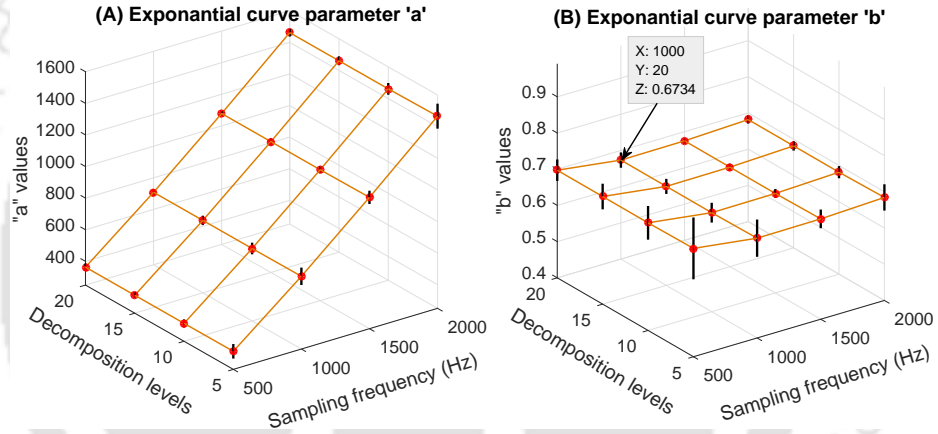 (A) Exponantial curve parameter 'a'
1600
1400
1200
1000
800
600
400
"a" values
20
15
10
5
Decomposition levels
500
1000
1500
2000
Sampling frequency (Hz)
(B) Exponantial curve parameter 'b'
X: 1000
Y: 20
Z: 0.6734
0.9
0.8
0.7
0.6
0.5
0.4
"b" values
20
15
10
5
Decomposition levels
500
1000
1500
2000
Sampling frequency (Hz)